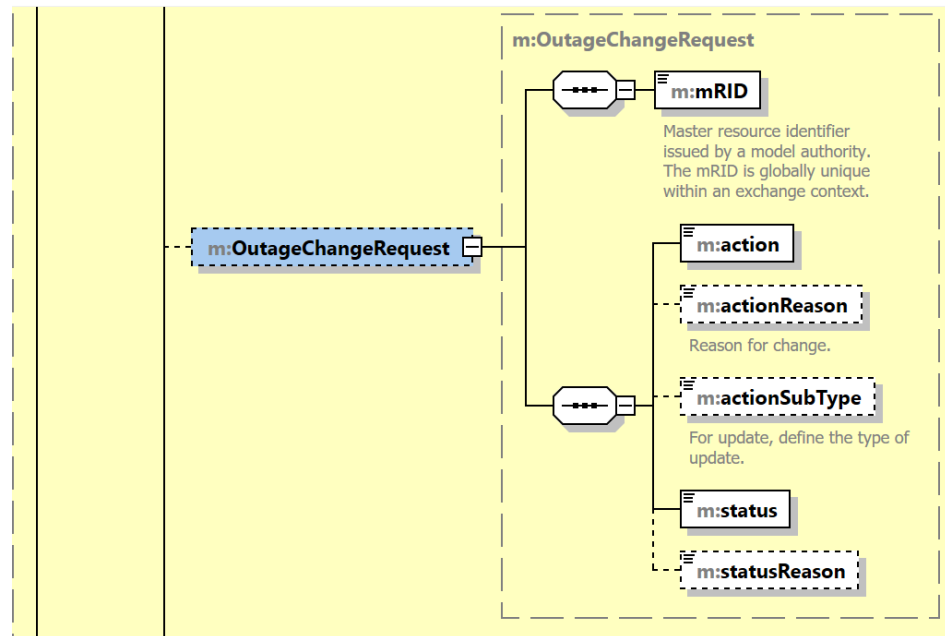 m:OutageChangeRequest
m:mRID
Master resource identifier
issued by a model authority.
The mRID is globally unique
within an exchange context.
m:OutageChangeRequest
m:action
m:actionReason
Reason for change.
m:actionSubType
For update, define the type of
update.
m:status
m:statusReason